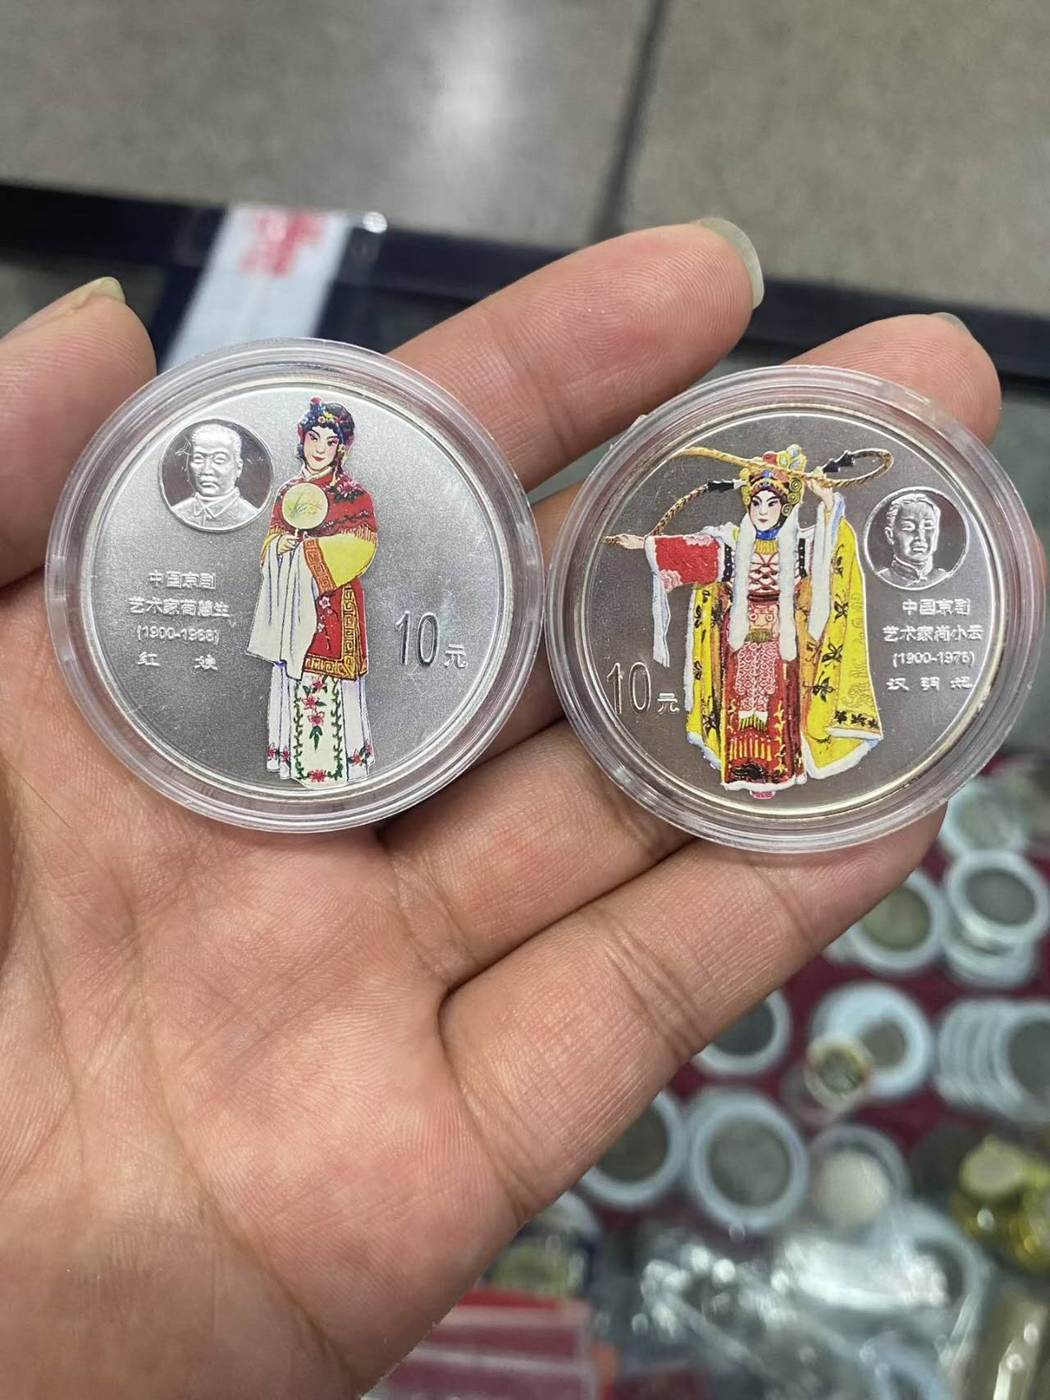 中国京剧
艺术家荀慧生
(1900-1968)
红 娘
10元
中国京剧
艺术家尚小云
(1900-1976)
汉 明 妃
10元